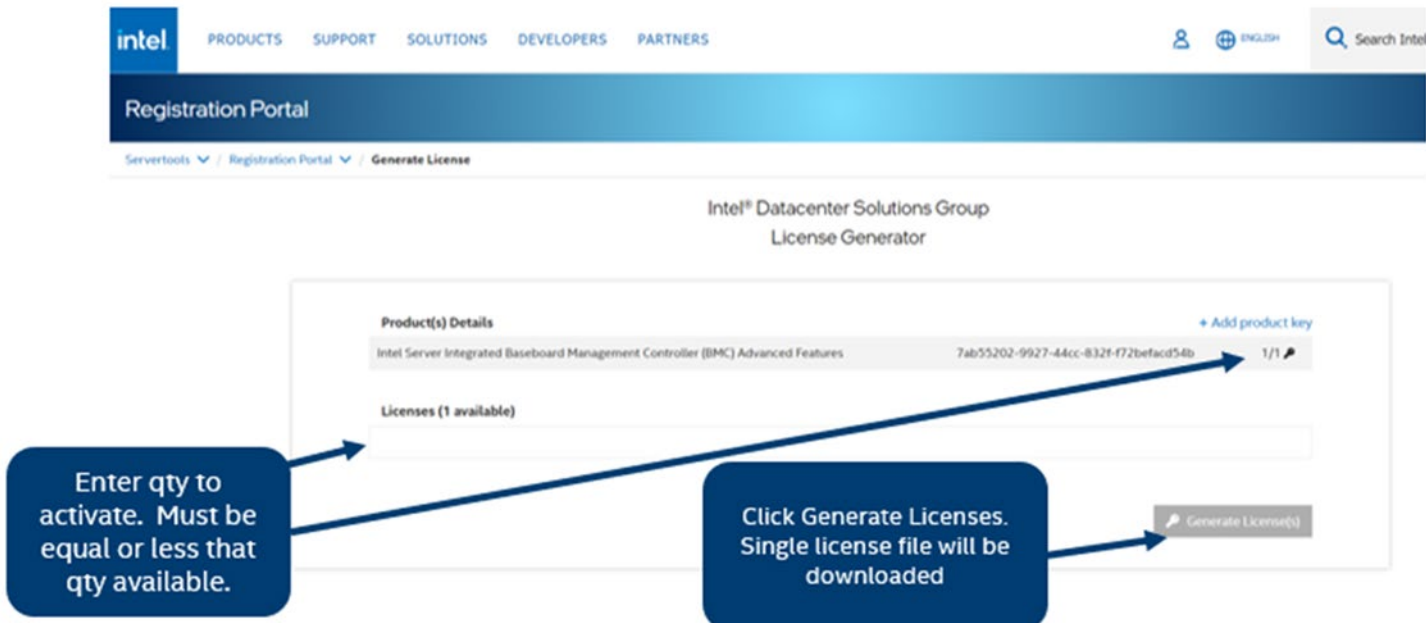 intel. PRODUCTS SUPPORT SOLUTIONS DEVELOPERS PARTNERS ENGLISH Search Intel
Registration Portal
Servertools / Registration Portal / Generate License
Intel® Datacenter Solutions Group
License Generator
Product(s) Details + Add product key
Intel Server Integrated Baseboard Management Controller (BMC) Advanced Features 7ab55202-9927-44cc-832f-f72befacd54b 1/1
Licenses (1 available)
Enter qty to
activate. Must be
equal or less that
qty available.
Click Generate Licenses.
Single license file will be
downloaded
Generate License(s)